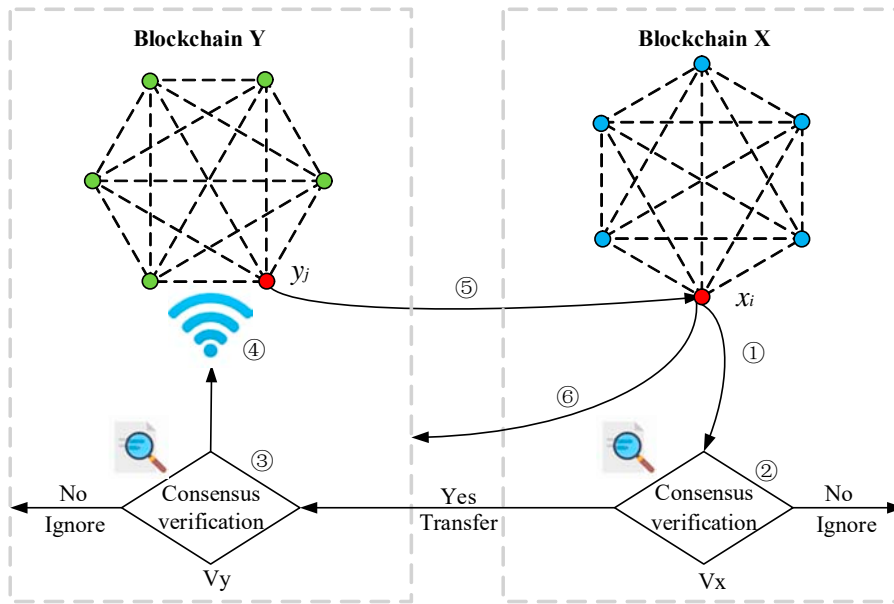 Blockchain Y
Blockchain X
yj
xi
⑤
④
①
⑥
③
②
No
Ignore
Consensus
verification
Yes
Transfer
Consensus
verification
No
Ignore
Vy
Vx